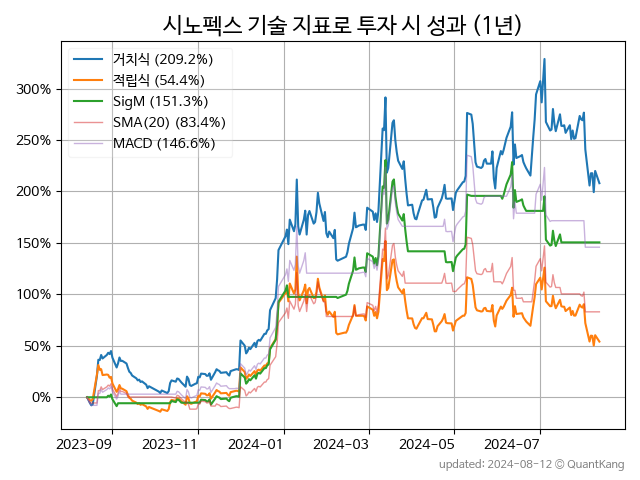 시노펙스 기술 지표로 투자 시 성과 (1년)
거치식 (209.2%)
적립식 (54.4%)
SigM (151.3%)
SMA(20) (83.4%)
MACD (146.6%)
300%
250%
200%
150%
100%
50%
0%
2023-09 2023-11 2024-01 2024-03 2024-05 2024-07
updated: 2024-08-12 © QuantKang